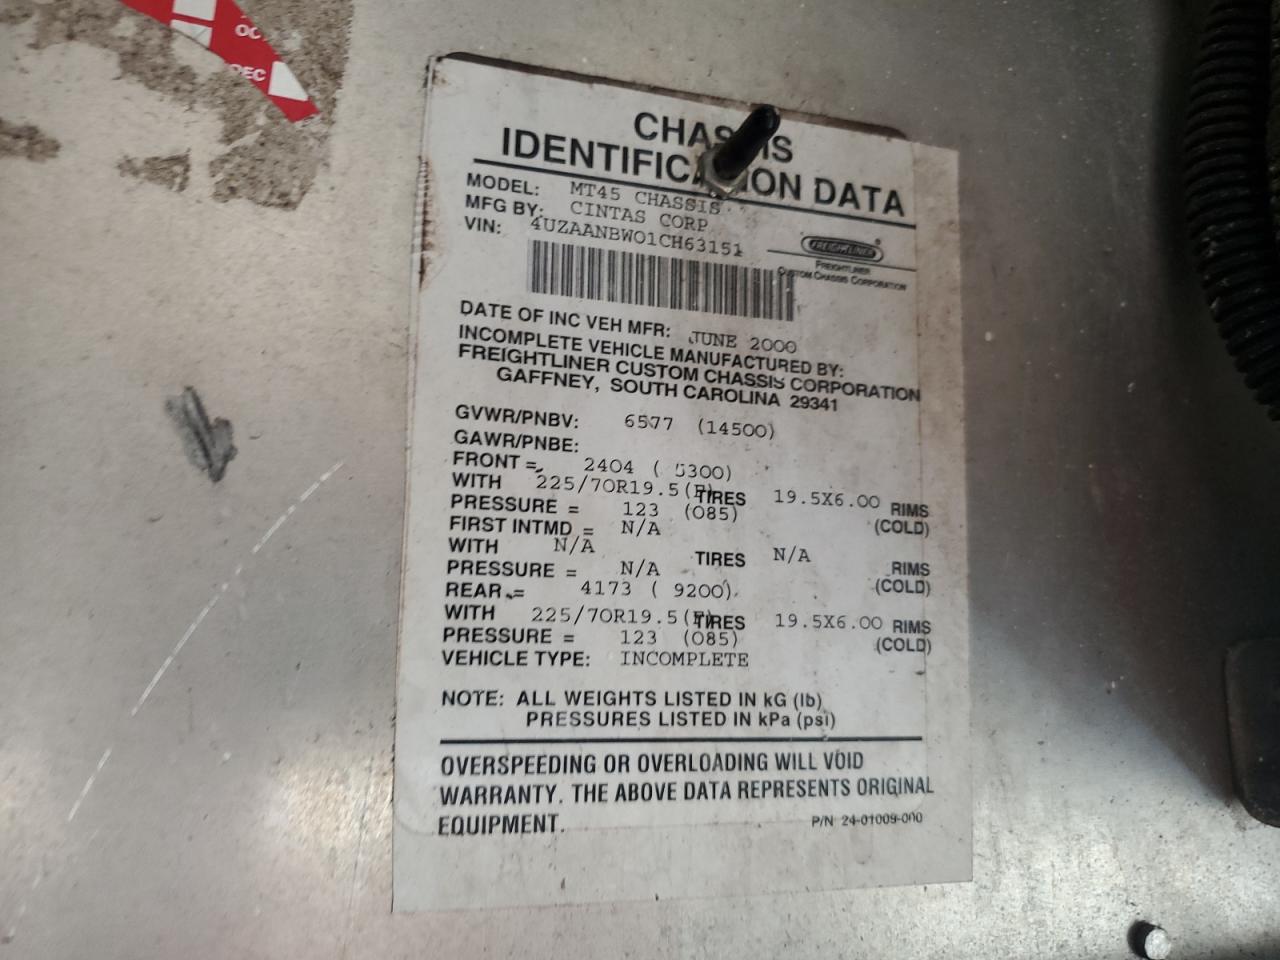 OC
DEC
CHASSIS
IDENTIFICATION DATA
MODEL: MT45 CHASSIS
MFG BY: CINTAS CORP
VIN: 4UZAANBW01CH63151
FREIGHTLINER
FREIGHTLINER
CUSTOM CHASSIS CORPORATION
DATE OF INC VEH MFR: JUNE 2000
INCOMPLETE VEHICLE MANUFACTURED BY:
FREIGHTLINER CUSTOM CHASSIS CORPORATION
GAFFNEY, SOUTH CAROLINA 29341
GVWR/PNBV: 6577 (14500)
GAWR/PNBE:
FRONT = 2404 ( 5300)
WITH 225/70R19.5(F) TIRES 19.5X6.00 RIMS
PRESSURE = 123 (085) (COLD)
FIRST INTMD = N/A
WITH N/A TIRES N/A RIMS
PRESSURE = N/A (COLD)
REAR = 4173 ( 9200)
WITH 225/70R19.5(F) TIRES 19.5X6.00 RIMS
PRESSURE = 123 (085) (COLD)
VEHICLE TYPE: INCOMPLETE
NOTE: ALL WEIGHTS LISTED IN kG (lb)
PRESSURES LISTED IN kPa (psi)
OVERSPEEDING OR OVERLOADING WILL VOID
WARRANTY. THE ABOVE DATA REPRESENTS ORIGINAL
EQUIPMENT.
P/N 24-01009-000